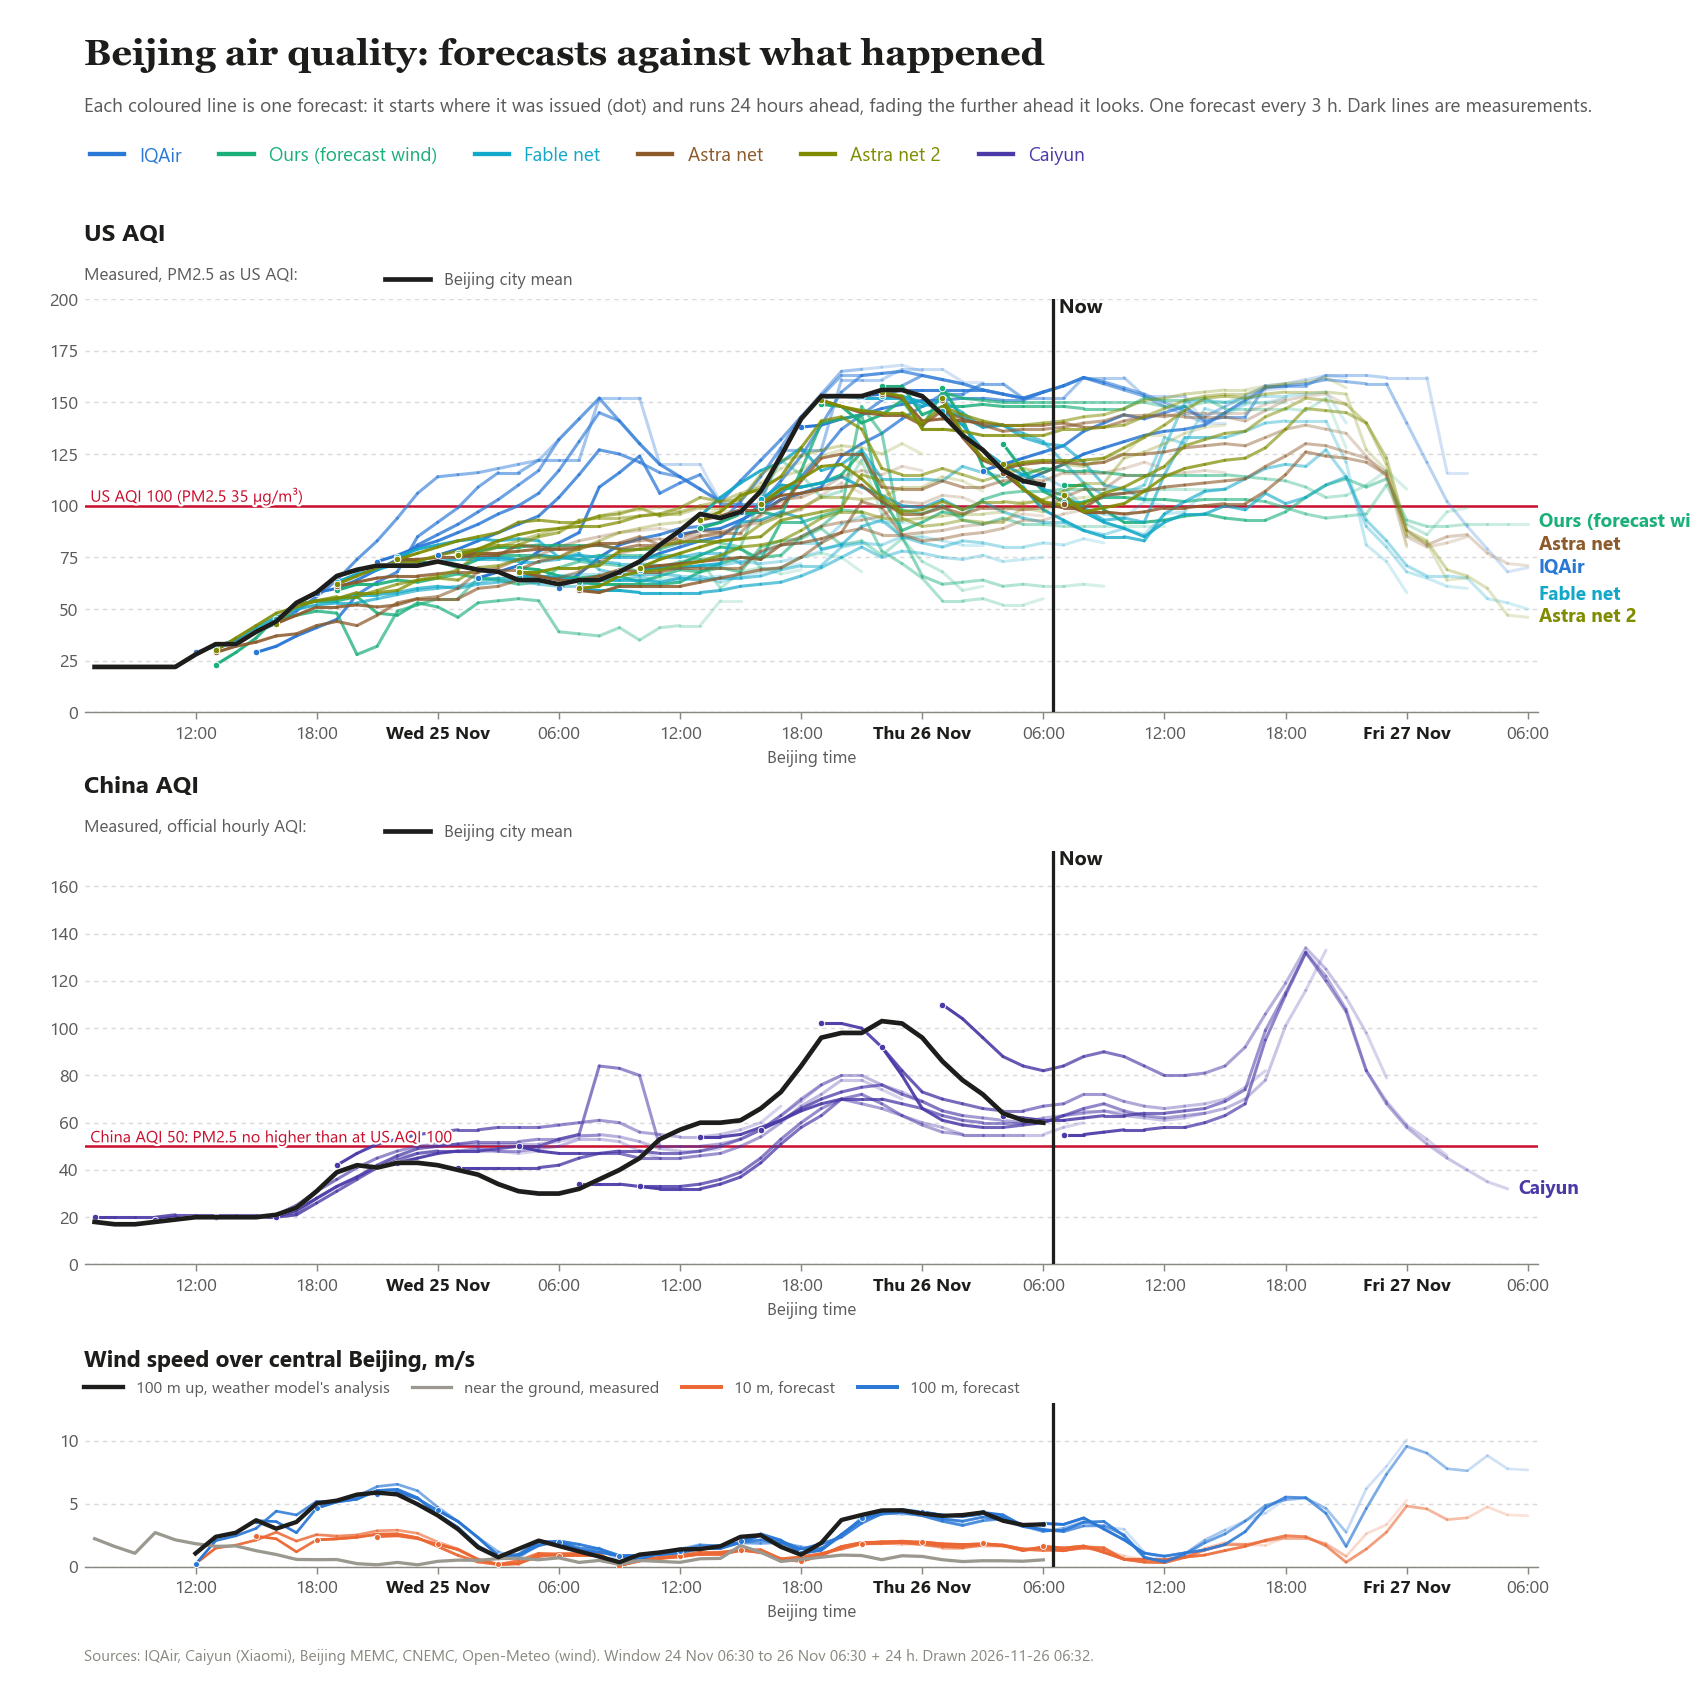 Beijing air quality: forecasts against what happened
Each coloured line is one forecast: it starts where it was issued (dot) and runs 24 hours ahead, fading the further ahead it looks. One forecast every 3 h. Dark lines are measurements.
IQAir Ours (forecast wind) Fable net Astra net Astra net 2 Caiyun
US AQI
Measured, PM2.5 as US AQI: Beijing city mean
200
Now
175
150
125
US AQI 100 (PM2.5 35 µg/m³)
100
Ours (forecast wi
Astra net
75
IQAir
Fable net
50
Astra net 2
25
0
12:00 18:00 Wed 25 Nov 06:00 12:00 18:00 Thu 26 Nov 06:00 12:00 18:00 Fri 27 Nov 06:00
Beijing time
China AQI
Measured, official hourly AQI: Beijing city mean
Now
160
140
120
100
80
60
China AQI 50: PM2.5 no higher than at US AQI 100
40
Caiyun
20
0
12:00 18:00 Wed 25 Nov 06:00 12:00 18:00 Thu 26 Nov 06:00 12:00 18:00 Fri 27 Nov 06:00
Beijing time
Wind speed over central Beijing, m/s
100 m up, weather model's analysis near the ground, measured 10 m, forecast 100 m, forecast
10
5
0
12:00 18:00 Wed 25 Nov 06:00 12:00 18:00 Thu 26 Nov 06:00 12:00 18:00 Fri 27 Nov 06:00
Beijing time
Sources: IQAir, Caiyun (Xiaomi), Beijing MEMC, CNEMC, Open-Meteo (wind). Window 24 Nov 06:30 to 26 Nov 06:30 + 24 h. Drawn 2026-11-26 06:32.